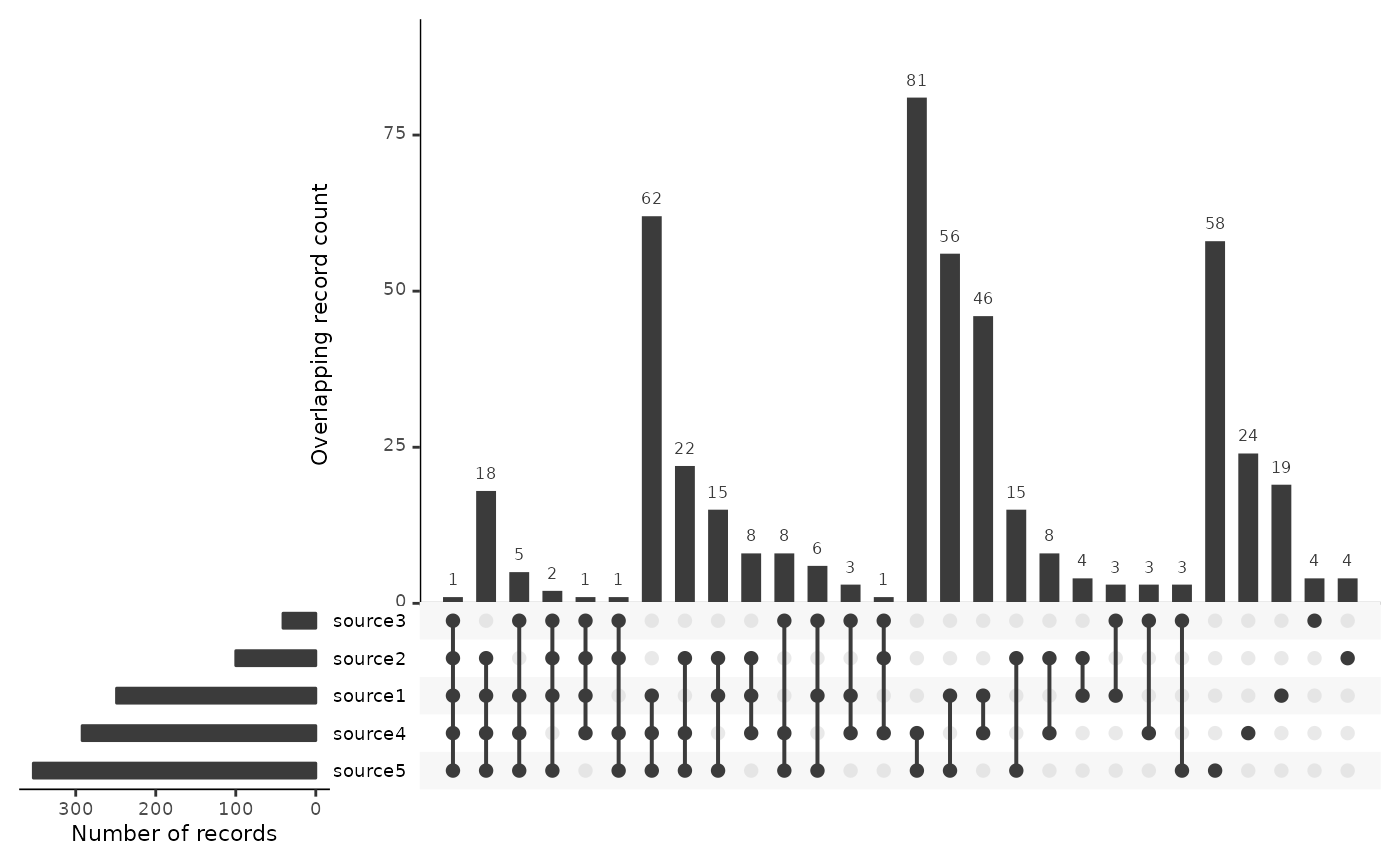 Overlapping record count
75
50
25
0
1 18 5 2 1 1 62 22 15 8 8 6 3 1 81 56 46 15 8 4 3 3 3 58 24 19 4 4
source3
source2
source1
source4
source5
300 200 100 0
Number of records